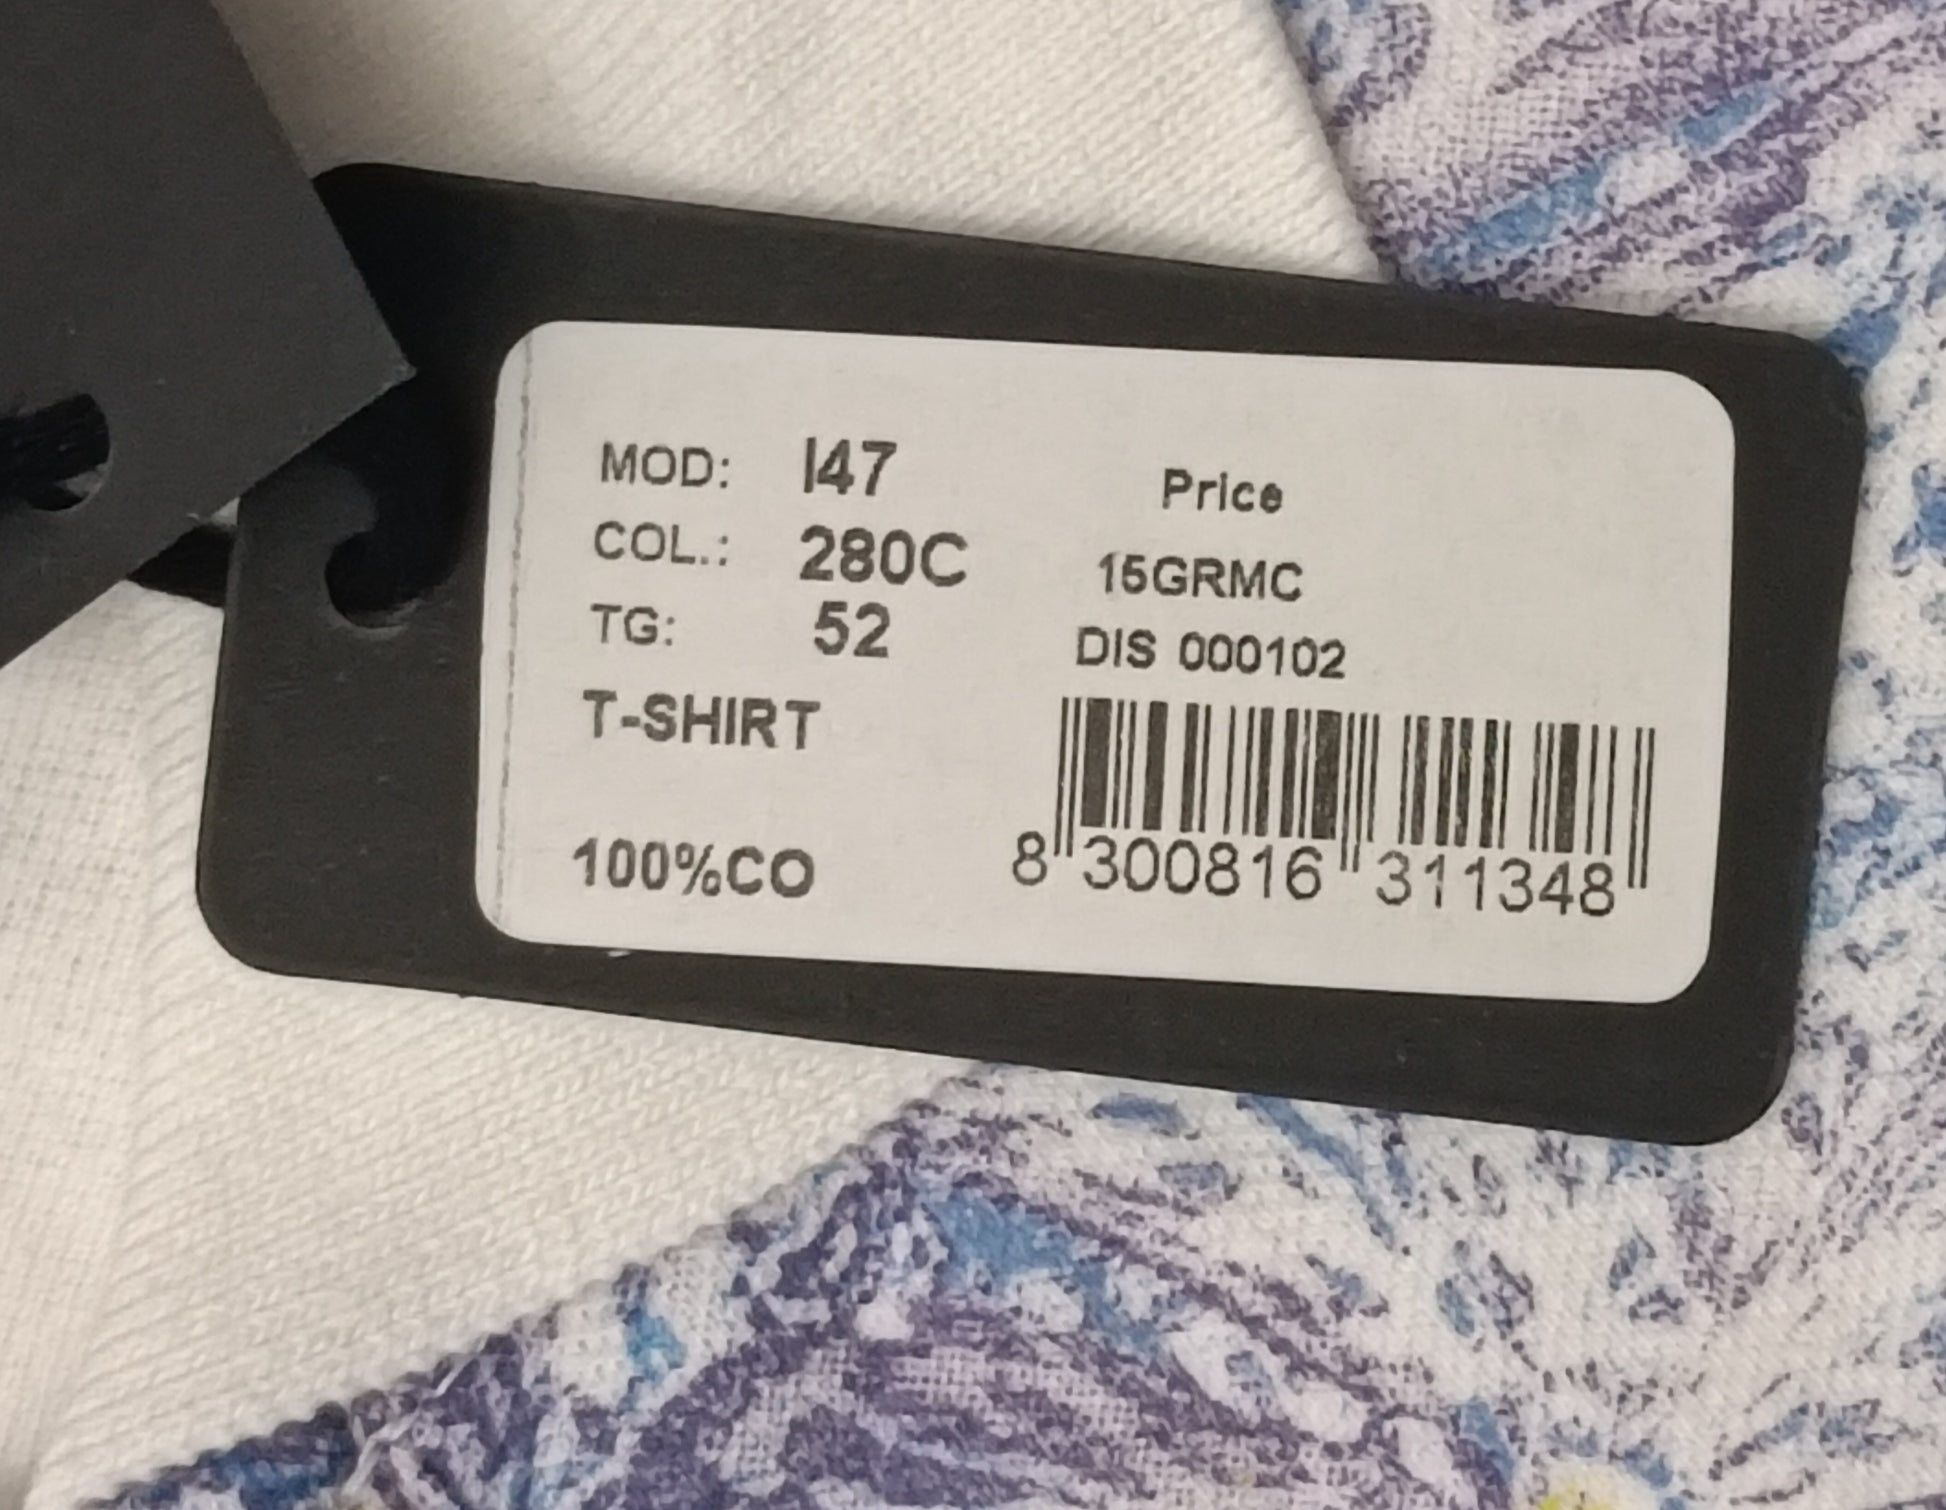 MOD: I47
COL.: 280C
TG: 52
T-SHIRT
100%CO
Price
15GRMC
DIS 000102
8 300816 311348